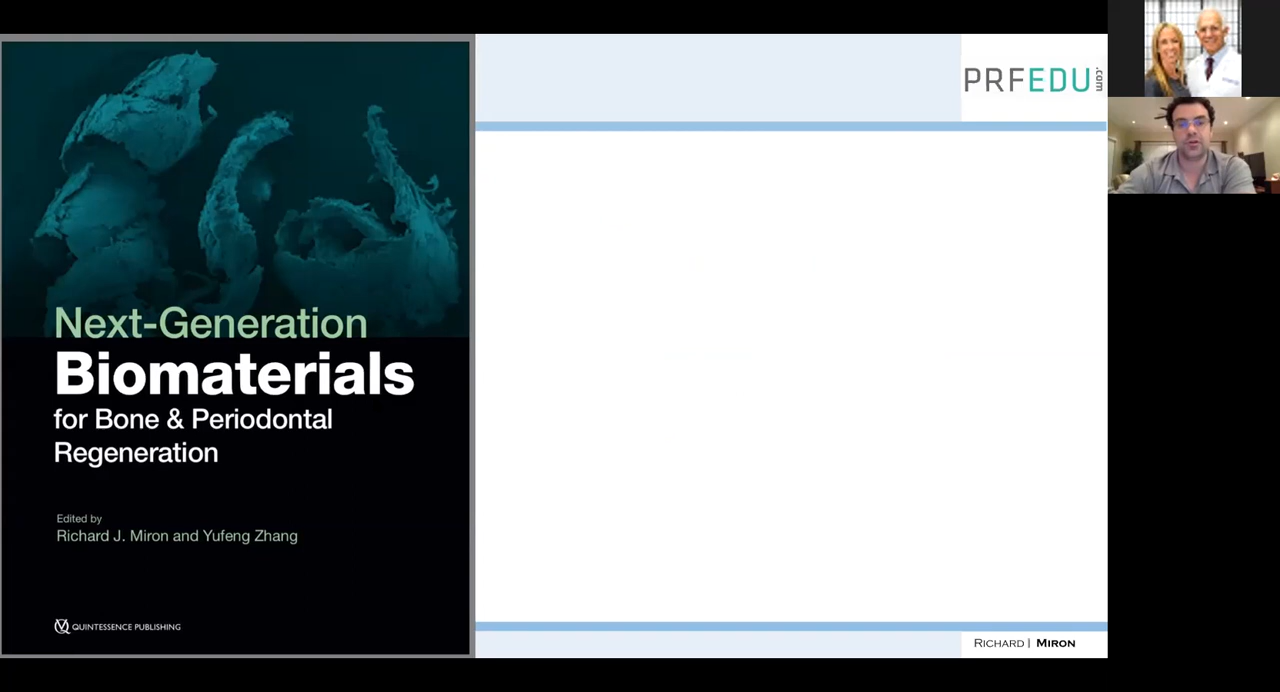 Next-Generation
Biomaterials
for Bone & Periodontal
Regeneration
Edited by
Richard J. Miron and Yufeng Zhang
QUINTESSENCE PUBLISHING
PRFEDU.com
RICHARD | MIRON